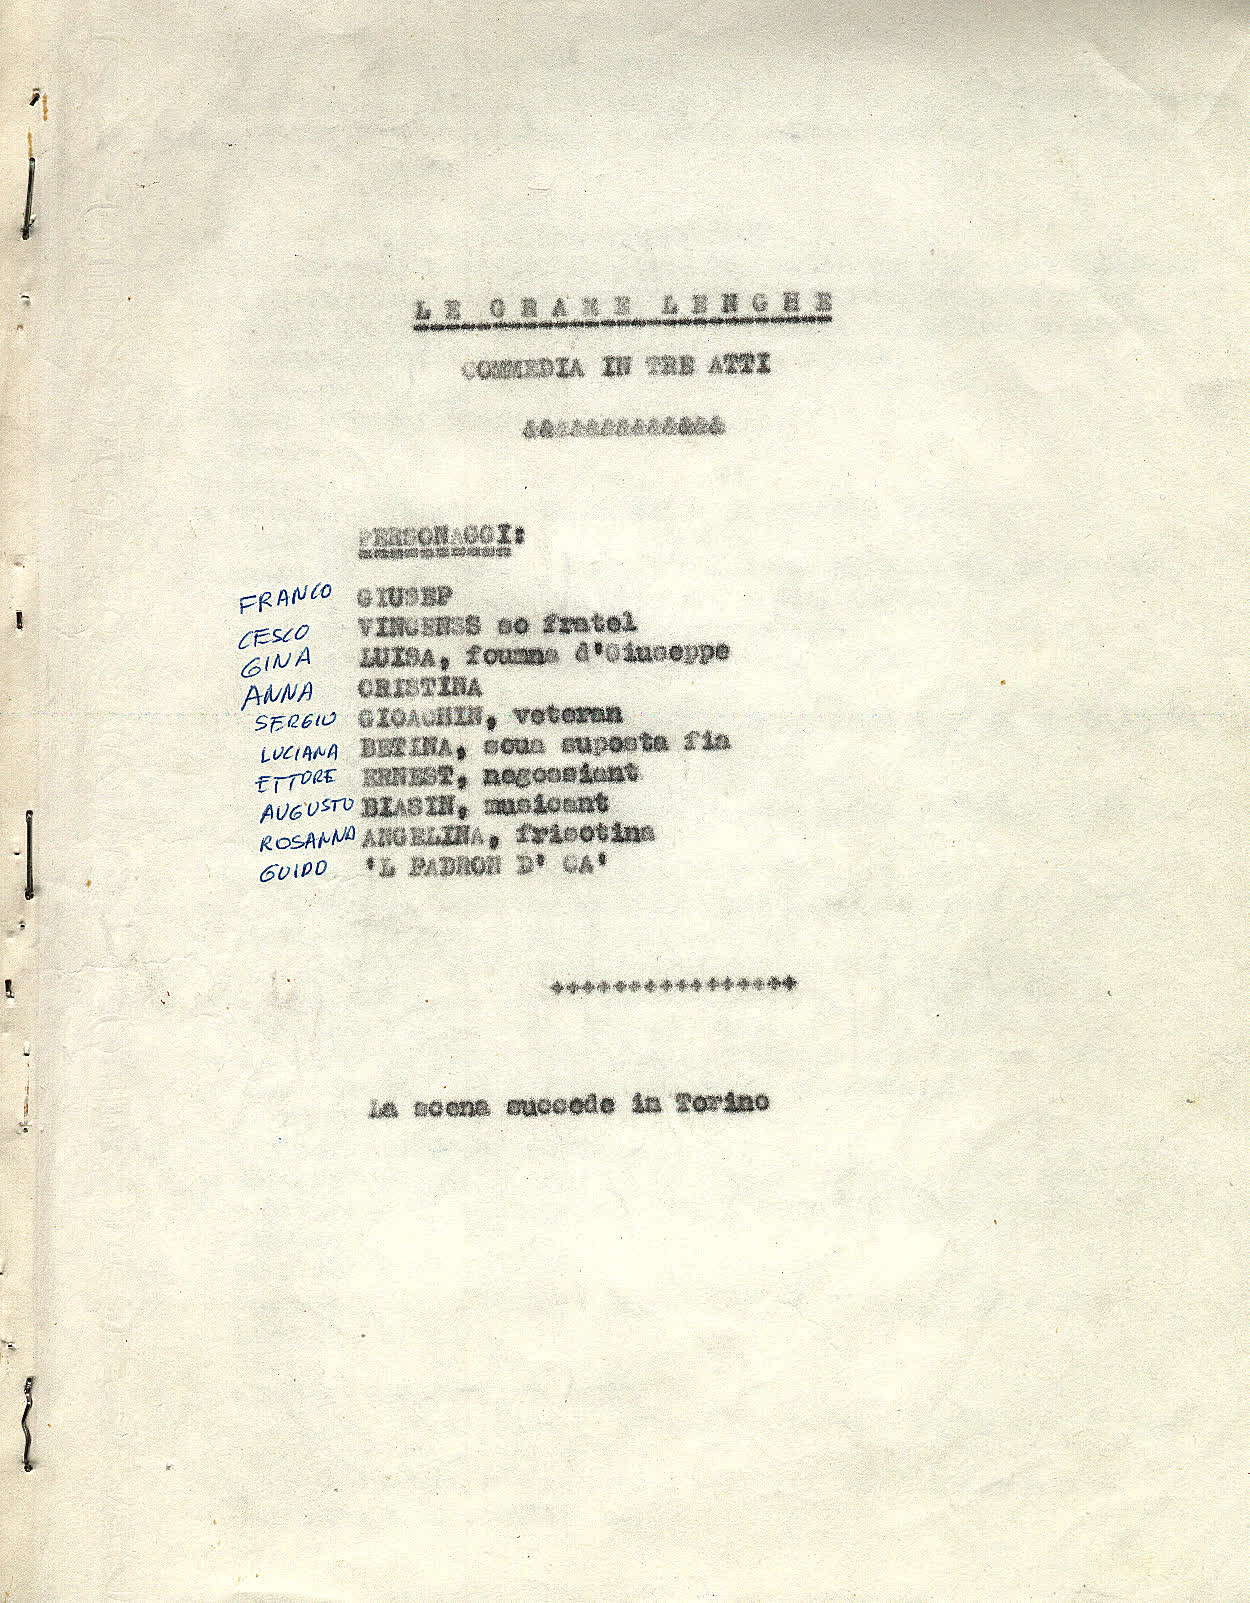 LE GRAME LENGHE
COMMEDIA IN TRE ATTI
&&&&&&&&&&&&&
PERSONAGGI:
==========
FRANCO GIUSEP
CESCO VINCENSS so fratel
GINA LUISA, foumna d'Giuseppe
ANNA CRISTINA
SERGIO GIOACHIN, veteran
LUCIANA BETINA, soua suposta fia
ETTORE ERNEST, negossiant
AUGUSTO BIASIN, musicant
ROSANNA ANGELINA, frisotina
GUIDO 'L PADRON D' CA'
++++++++++++++++
La scena succede in Torino